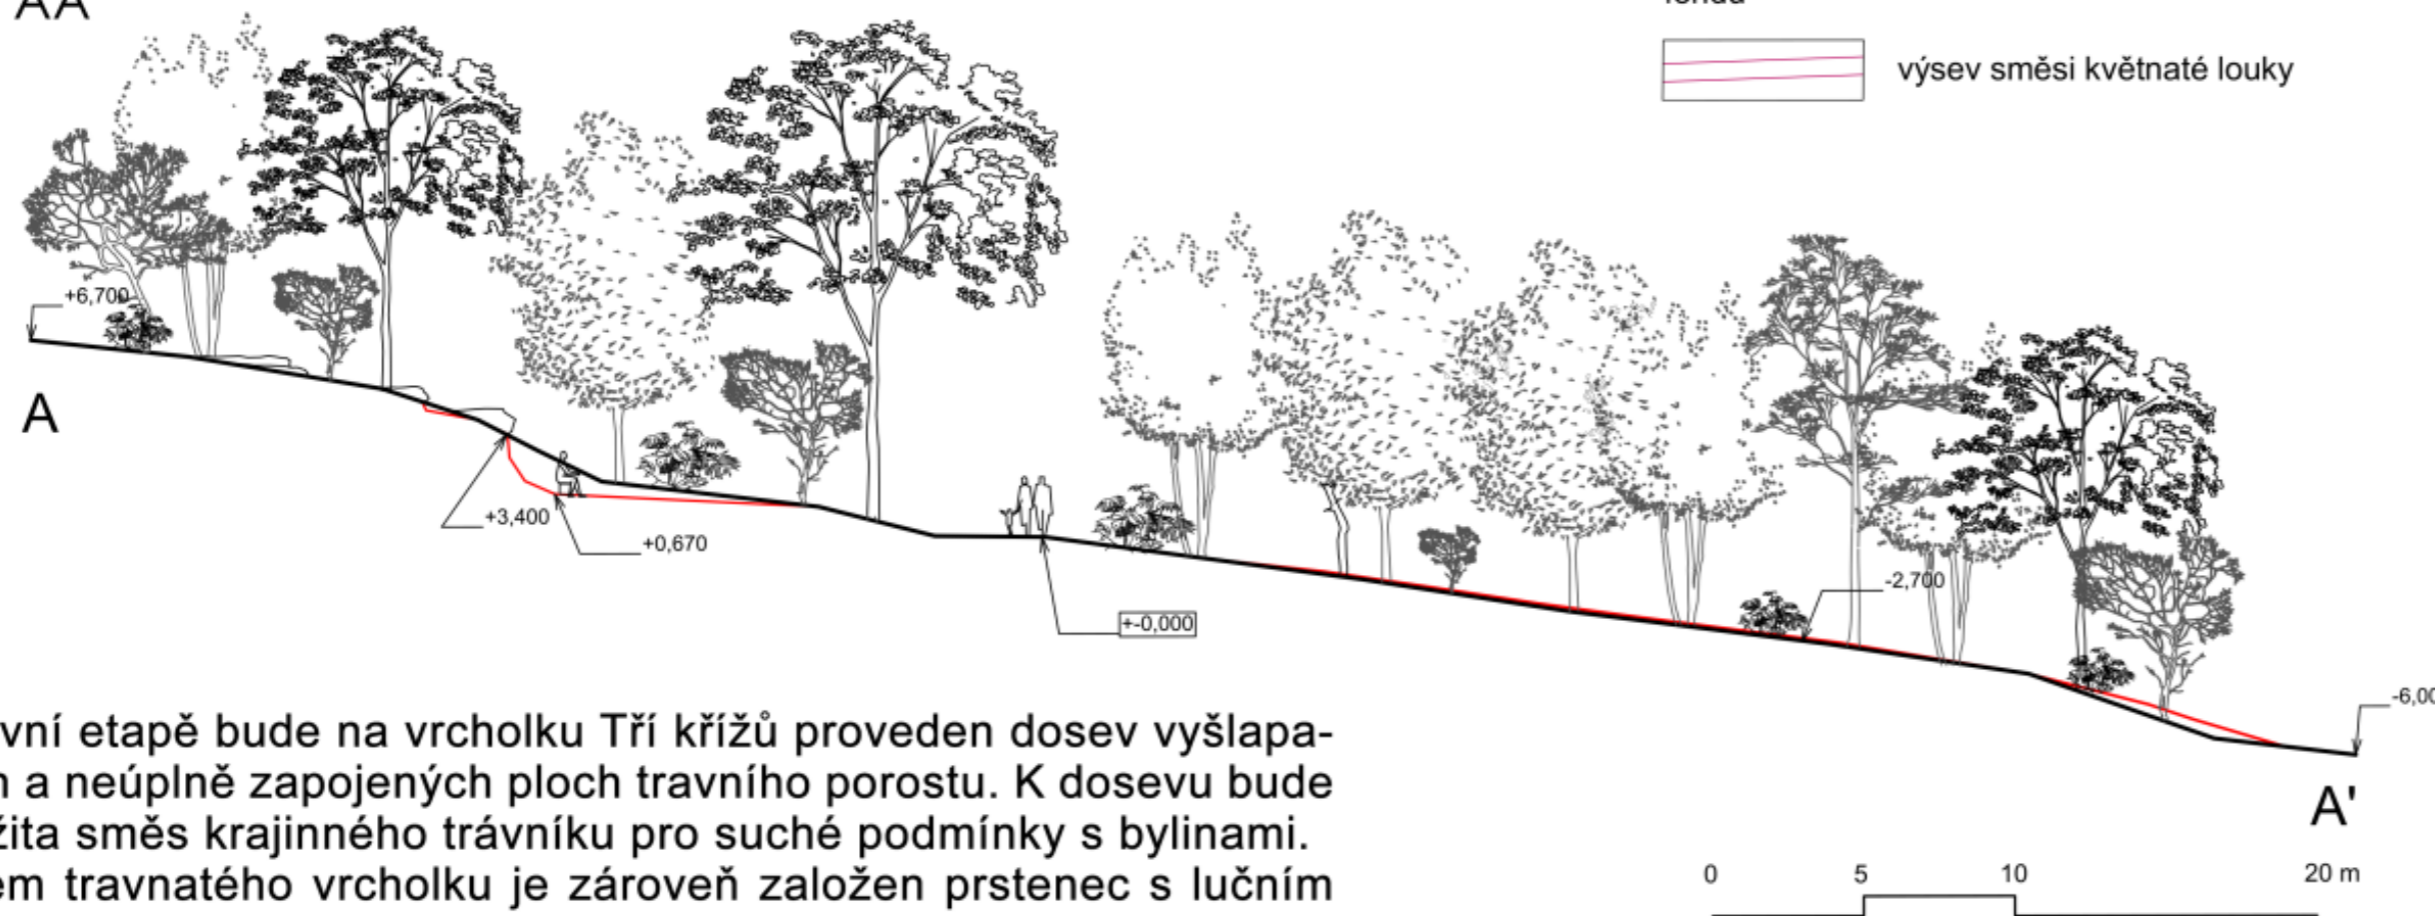 AA
výsev směsi květnaté louky
+6,700
A
+3,400
+0,670
+-0,000
-2,700
-6,00
A'
vní etapě bude na vrcholku Tří křížů proveden dosev vyšlapa-
a neúplně zapojených ploch travního porostu. K dosevu bude
žita směs krajinného trávníku pro suché podmínky s bylinami.
em travnatého vrcholku je zároveň založen prstenec s lučním
0 5 10 20 m